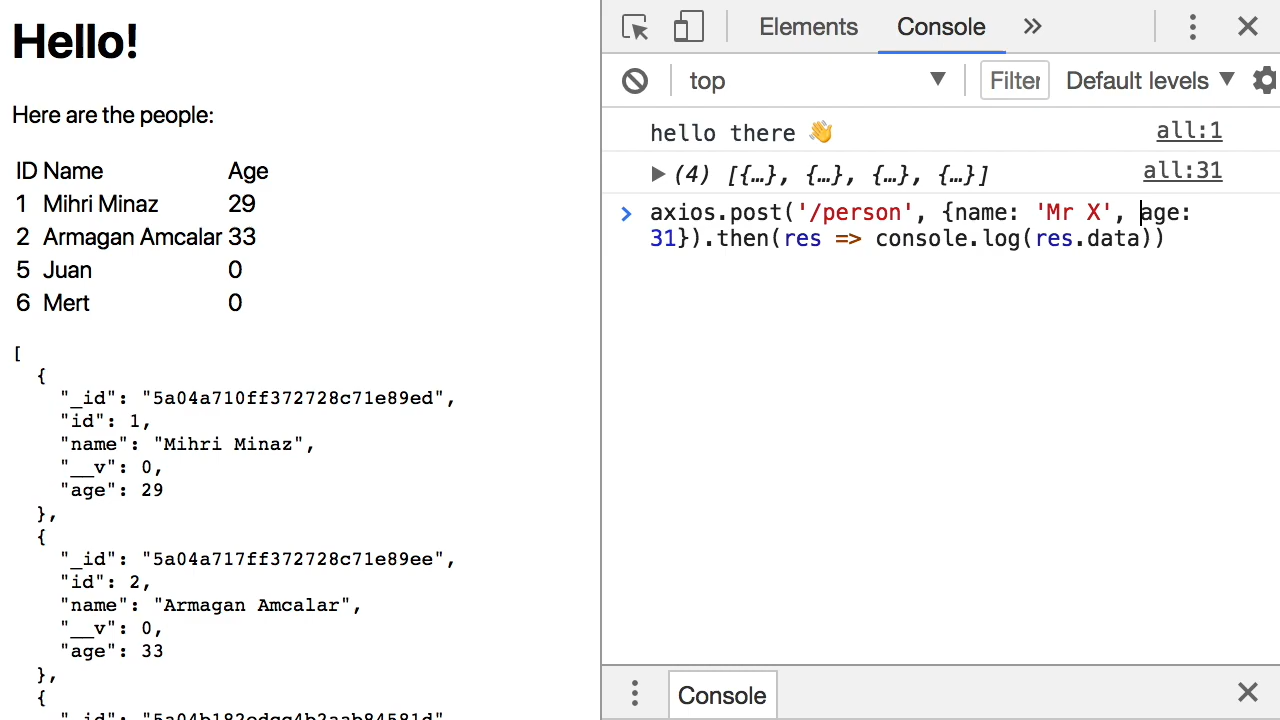 Hello!
Here are the people:
ID Name Age
1 Mihri Minaz 29
2 Armagan Amcalar 33
5 Juan 0
6 Mert 0
[
{
"_id": "5a04a710ff372728c71e89ed",
"id": 1,
"name": "Mihri Minaz",
"__v": 0,
"age": 29
},
{
"_id": "5a04a717ff372728c71e89ee",
"id": 2,
"name": "Armagan Amcalar",
"__v": 0,
"age": 33
},
{
Elements Console »
top Filter Default levels
hello there 👋 all:1
(4) [{…}, {…}, {…}, {…}] all:31
axios.post('/person', {name: 'Mr X', age:
31}).then(res => console.log(res.data))
Console